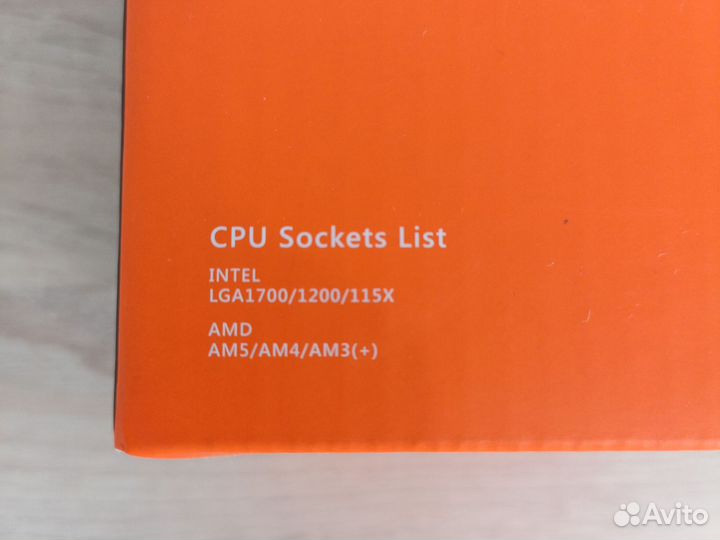 CPU Sockets List
INTEL
LGA1700/1200/115X
AMD
AM5/AM4/AM3(+)
Avito